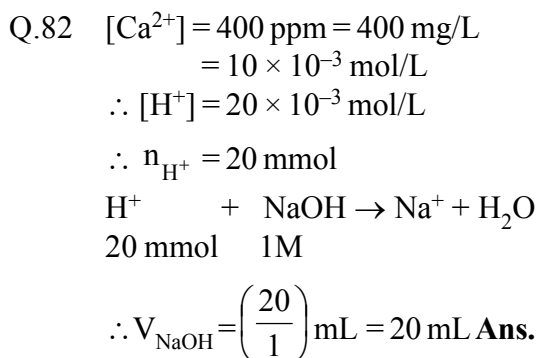 Q.82 [Ca²⁺] = 400 ppm = 400 mg/L
= 10 × 10⁻³ mol/L
∴ [H⁺] = 20 × 10⁻³ mol/L
∴ n_H⁺ = 20 mmol
H⁺ + NaOH → Na⁺ + H₂O
20 mmol 1M
∴ V_NaOH = (20/1) mL = 20 mL Ans.